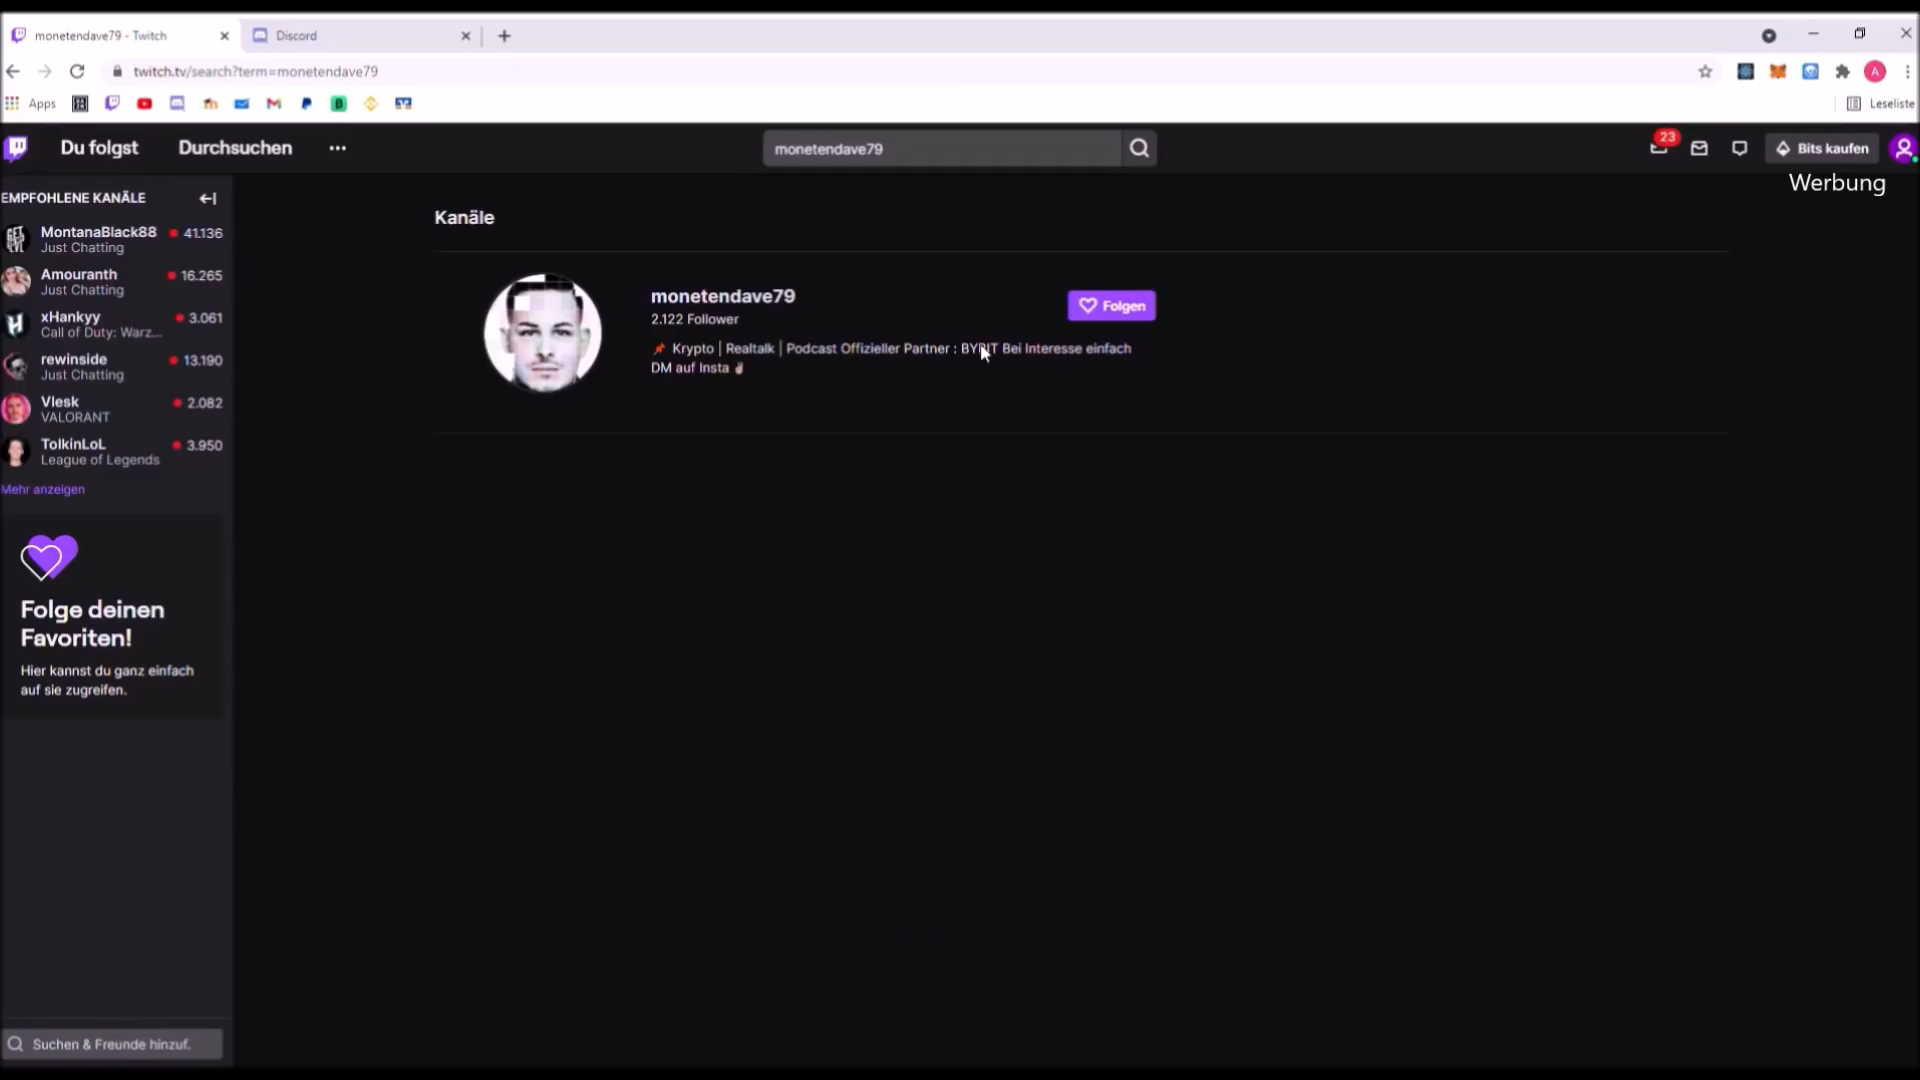 monetendave79 - Twitch
Discord
twitch.tv/search?term=monetendave79
Apps
Leseliste
Du folgst
Durchsuchen
monetendave79
23
Bits kaufen
Werbung
EMPFOHLENE KANÄLE
MontanaBlack88 41.136
Just Chatting
Amouranth 16.265
Just Chatting
xHankyy 3.061
Call of Duty: Warz...
rewinside 13.190
Just Chatting
Vlesk 2.082
VALORANT
TolkinLoL 3.950
League of Legends
Mehr anzeigen
Folge deinen
Favoriten!
Hier kannst du ganz einfach
auf sie zugreifen.
Suchen & Freunde hinzuf.
Kanäle
monetendave79
2.122 Follower
Folgen
Krypto | Realtalk | Podcast Offizieller Partner : BYBIT Bei Interesse einfach
DM auf Insta